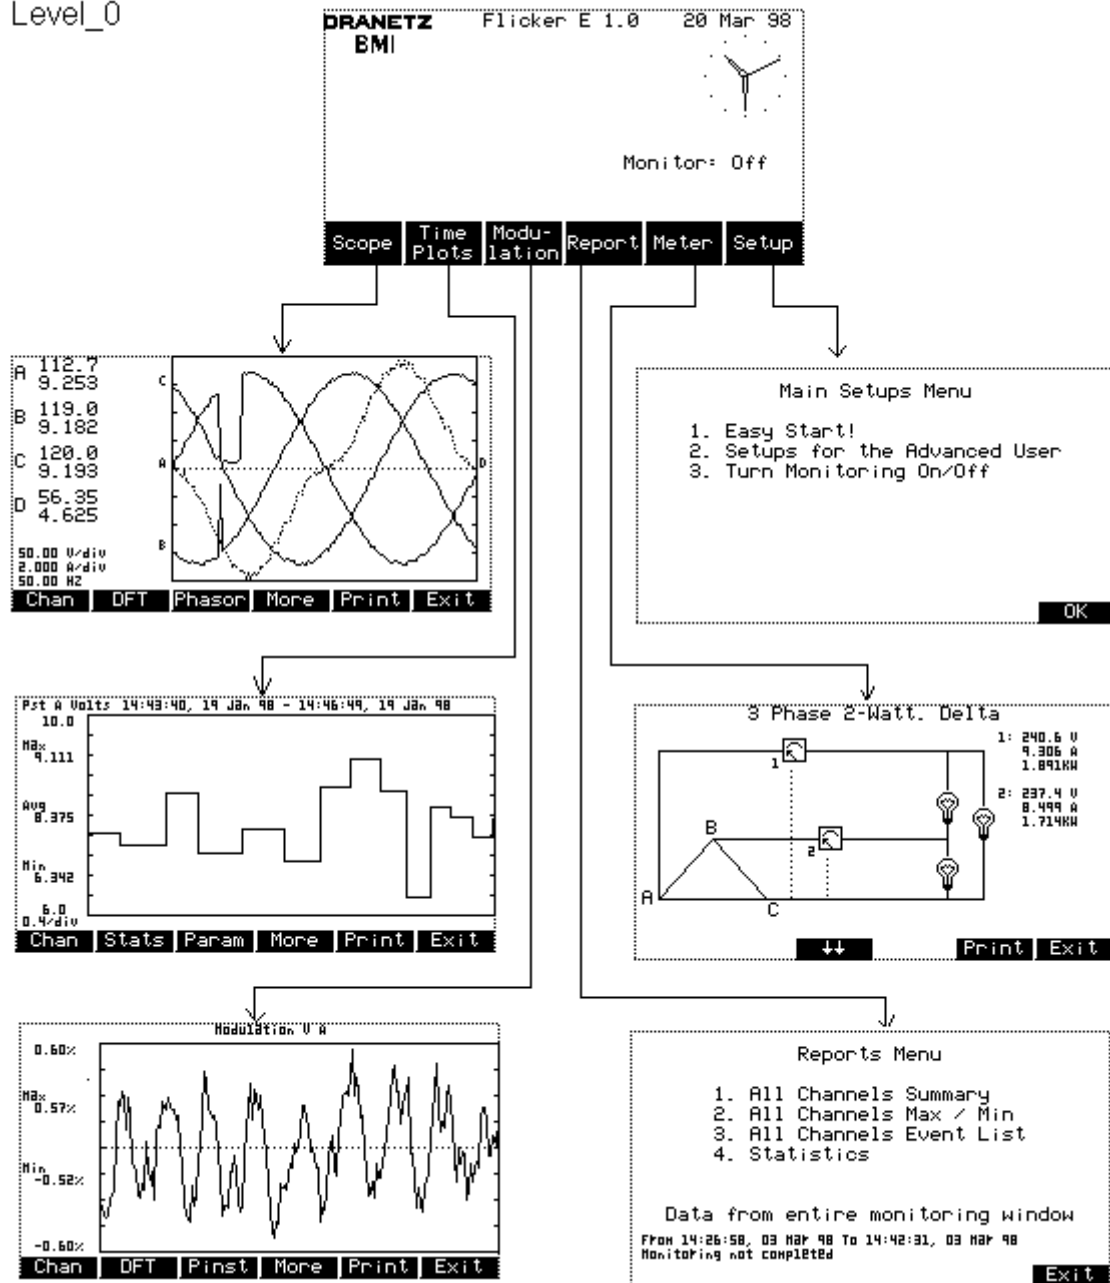 Level_0
DRANETZ Flicker E 1.0 20 Mar 98
BMI
Monitor: Off
Scope Time Plots Modu-lation Report Meter Setup
A 112.7
9.253
B 119.0
9.182
C 120.0
9.193
D 56.35
4.625
50.00 V/div
2.000 A/div
50.00 HZ
C
A
B
D
Chan DFT Phasor More Print Exit
Main Setups Menu
1. Easy Start!
2. Setups for the Advanced User
3. Turn Monitoring On/Off
OK
Pst A Volts 14:43:40, 19 Jan 98 - 14:46:49, 19 Jan 98
10.0
Max
9.111
Avg
8.375
Min
6.342
6.0
0.4/div
Chan Stats Param More Print Exit
3 Phase 2-Watt. Delta
1: 240.6 V
9.306 A
1.891KW
2: 237.4 V
8.499 A
1.714KW
1
B
2
A
C
↓↓ Print Exit
Modulation V A
0.60%
Max
0.57%
Min
-0.52%
-0.60%
Chan DFT Pinst More Print Exit
Reports Menu
1. All Channels Summary
2. All Channels Max / Min
3. All Channels Event List
4. Statistics
Data from entire monitoring window
From 14:26:58, 03 Mar 98 To 14:42:31, 03 Mar 98
Monitoring not completed
Exit